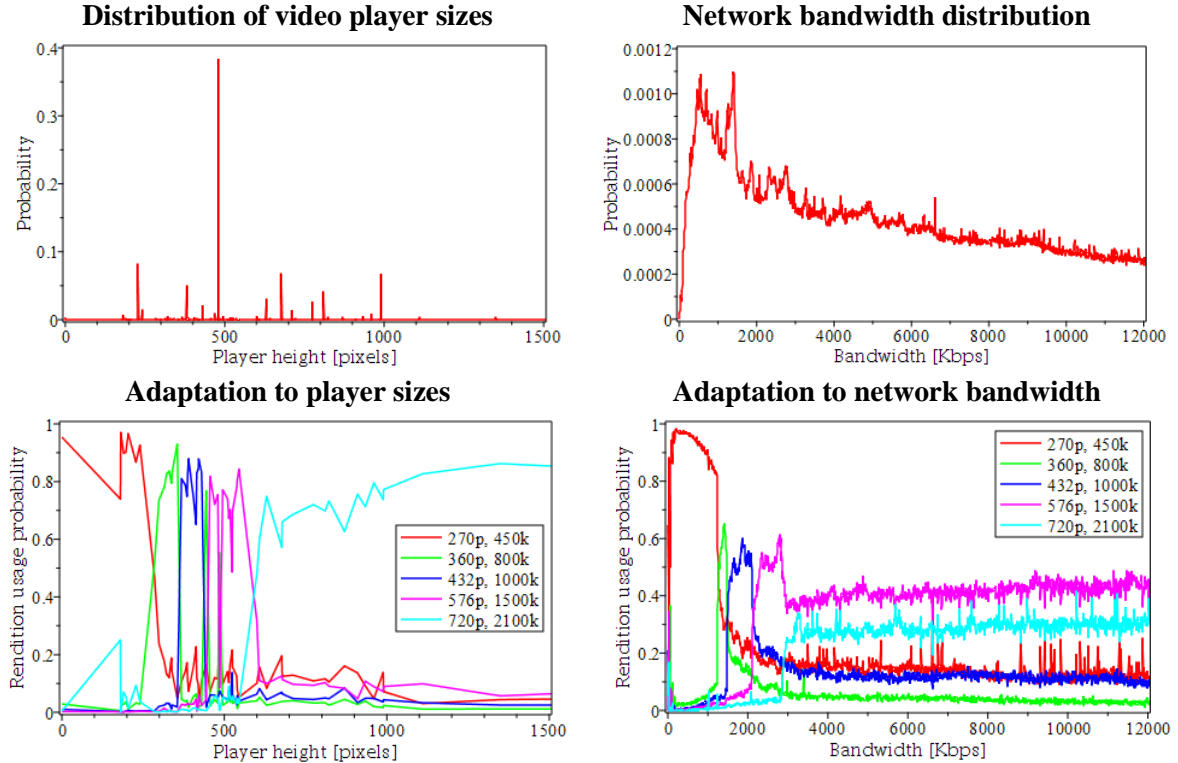 Distribution of video player sizes
Network bandwidth distribution
0.4
0.3
0.2
0.1
0
Probability
0 500 1000 1500
Player height [pixels]
0.0012
0.0010
0.0008
0.0006
0.0004
0.0002
0.0000
Probability
0 2000 4000 6000 8000 10000 12000
Bandwidth [Kbps]
Adaptation to player sizes
Adaptation to network bandwidth
1
0.8
0.6
0.4
0.2
0
Rendition usage probability
270p, 450k
360p, 800k
432p, 1000k
576p, 1500k
720p, 2100k
0 500 1000 1500
Player height [pixels]
1
0.8
0.6
0.4
0.2
0
Rendition usage probability
270p, 450k
360p, 800k
432p, 1000k
576p, 1500k
720p, 2100k
0 2000 4000 6000 8000 10000 12000
Bandwidth [Kbps]